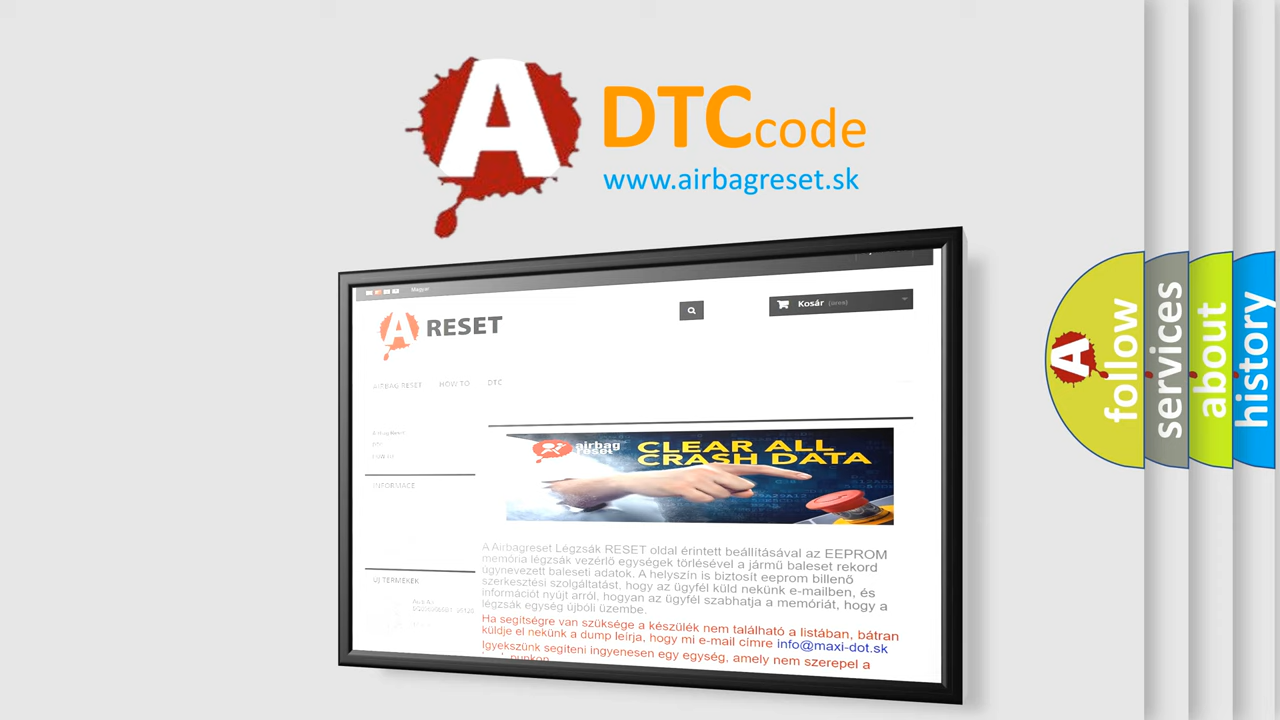 A DTCcode
www.airbagreset.sk
Magyar
Kosár (üres)
A RESET
AIRBAG RESET HOW TO DTC
airbag
reset
CLEAR ALL
CRASH DATA
INFORMACE
A Airbagreset Légzsák RESET oldal érintett beállításával az EEPROM
memória légzsák vezérlő egységek törlésével a jármű baleset rekord
úgynevezett baleseti adatok. A helyszín is biztosít eeprom billenő
szerkesztési szolgáltatást, hogy az ügyfél küld nekünk e-mailben, és
információt nyújt arról, hogyan az ügyfél szabhatja a memóriát, hogy a
légzsák egység újbóli üzembe.
ÚJ TERMÉKEK
Ha segítségre van szüksége a készülék nem található a listában, bátran
küldje el nekünk a dump leírja, hogy mi e-mail címre info@maxi-dot.sk
Igyekszünk segíteni ingyenesen egy egység, amely nem szerepel a
A follow
services
about
history